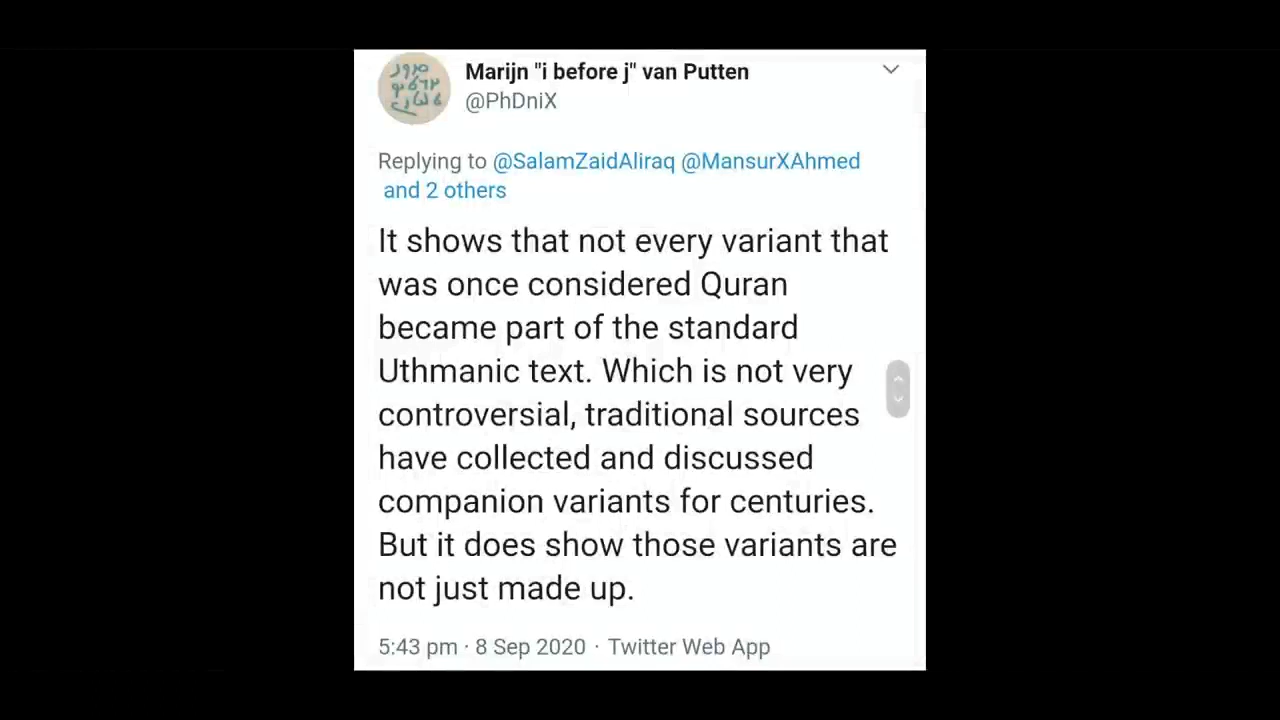 Marijn "i before j" van Putten
@PhDniX
Replying to @SalamZaidAliraq @MansurXAhmed
and 2 others
It shows that not every variant that
was once considered Quran
became part of the standard
Uthmanic text. Which is not very
controversial, traditional sources
have collected and discussed
companion variants for centuries.
But it does show those variants are
not just made up.
5:43 pm · 8 Sep 2020 · Twitter Web App